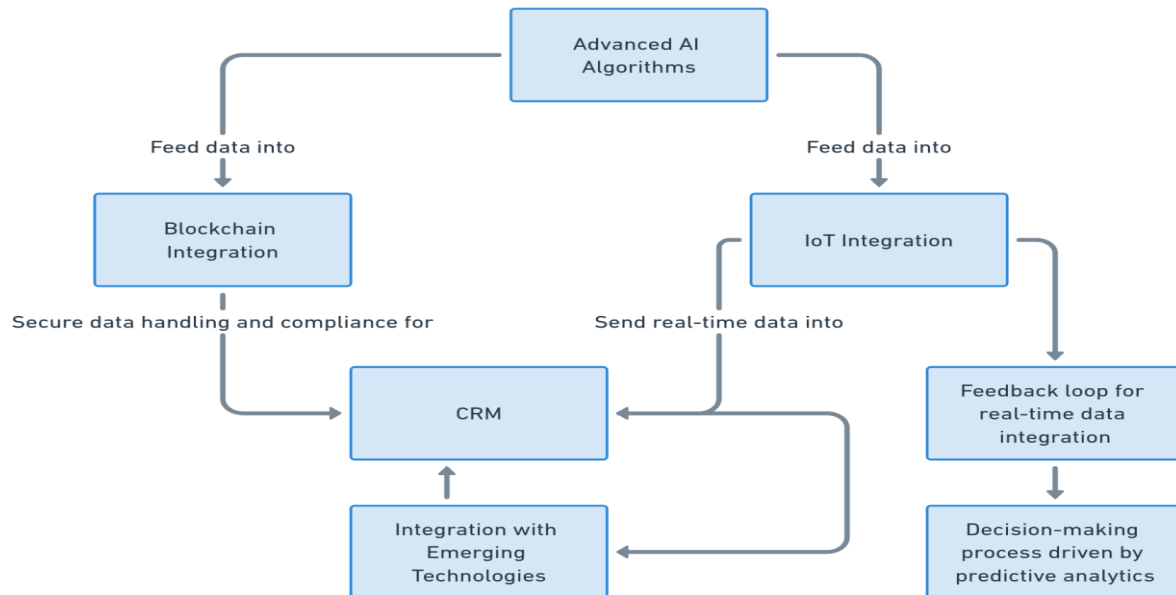 Advanced AI
Algorithms
Feed data into
Feed data into
Blockchain
Integration
IoT Integration
Secure data handling and compliance for
Send real-time data into
CRM
Feedback loop for
real-time data
integration
Integration with
Emerging
Technologies
Decision-making
process driven by
predictive analytics